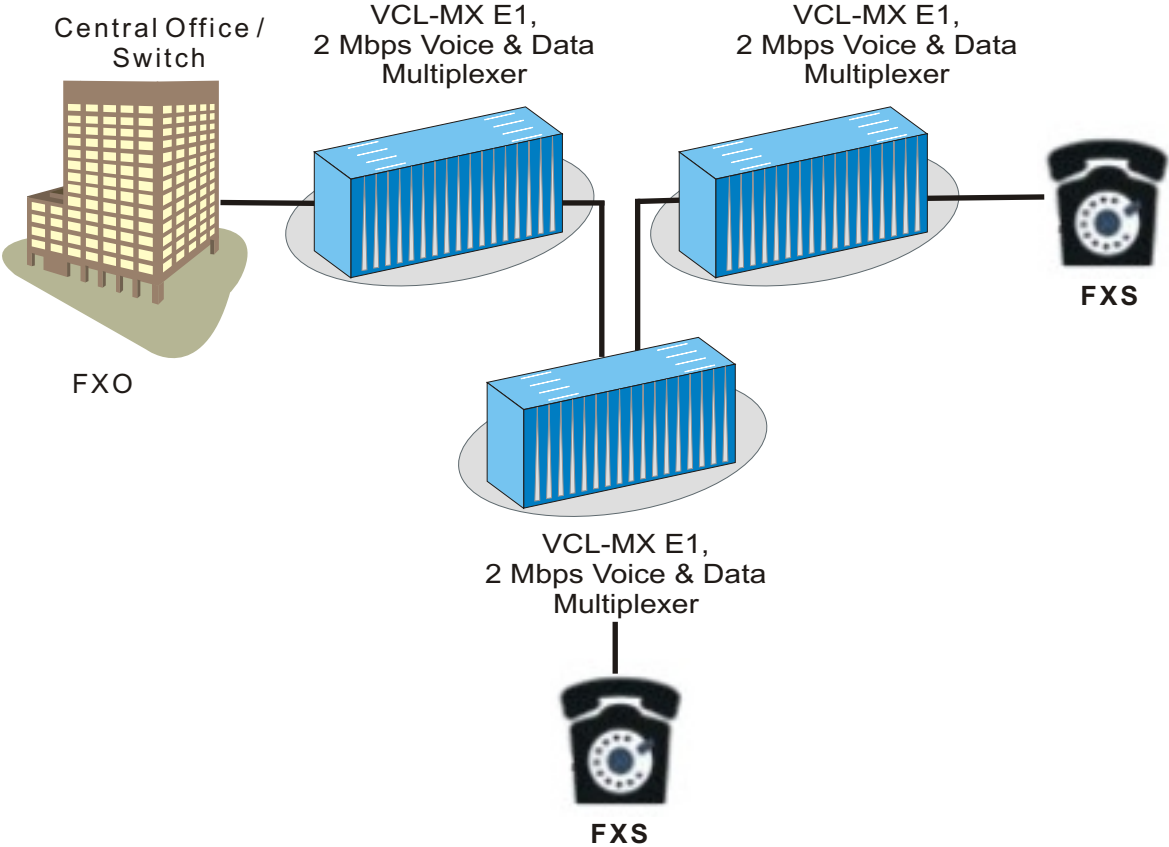 Central Office /
Switch
VCL-MX E1,
2 Mbps Voice & Data
Multiplexer
VCL-MX E1,
2 Mbps Voice & Data
Multiplexer
FXS
FXO
VCL-MX E1,
2 Mbps Voice & Data
Multiplexer
FXS